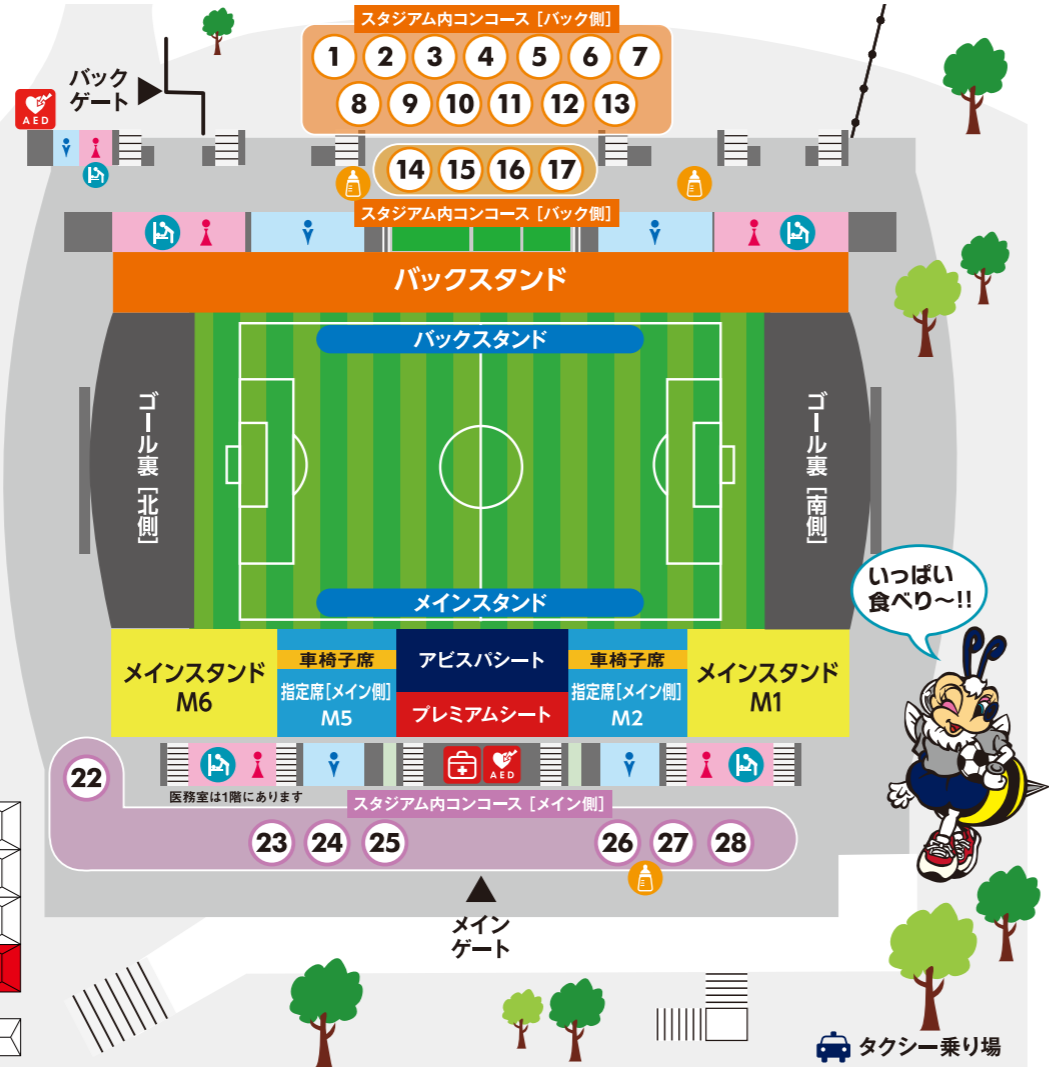 スタジアム内コンコース [バック側]
1 2 3 4 5 6 7
8 9 10 11 12 13
バック
ゲート
AED
14 15 16 17
スタジアム内コンコース [バック側]
バックスタンド
バックスタンド
ゴール裏 [北側]
ゴール裏 [南側]
メインスタンド
いっぱい
食べり〜!!
メインスタンド
M6
車椅子席
指定席[メイン側]
M5
アビスパシート
プレミアムシート
車椅子席
指定席[メイン側]
M2
メインスタンド
M1
AED
22
医務室は1階にあります
スタジアム内コンコース [メイン側]
23 24 25 26 27 28
メイン
ゲート
タクシー乗り場